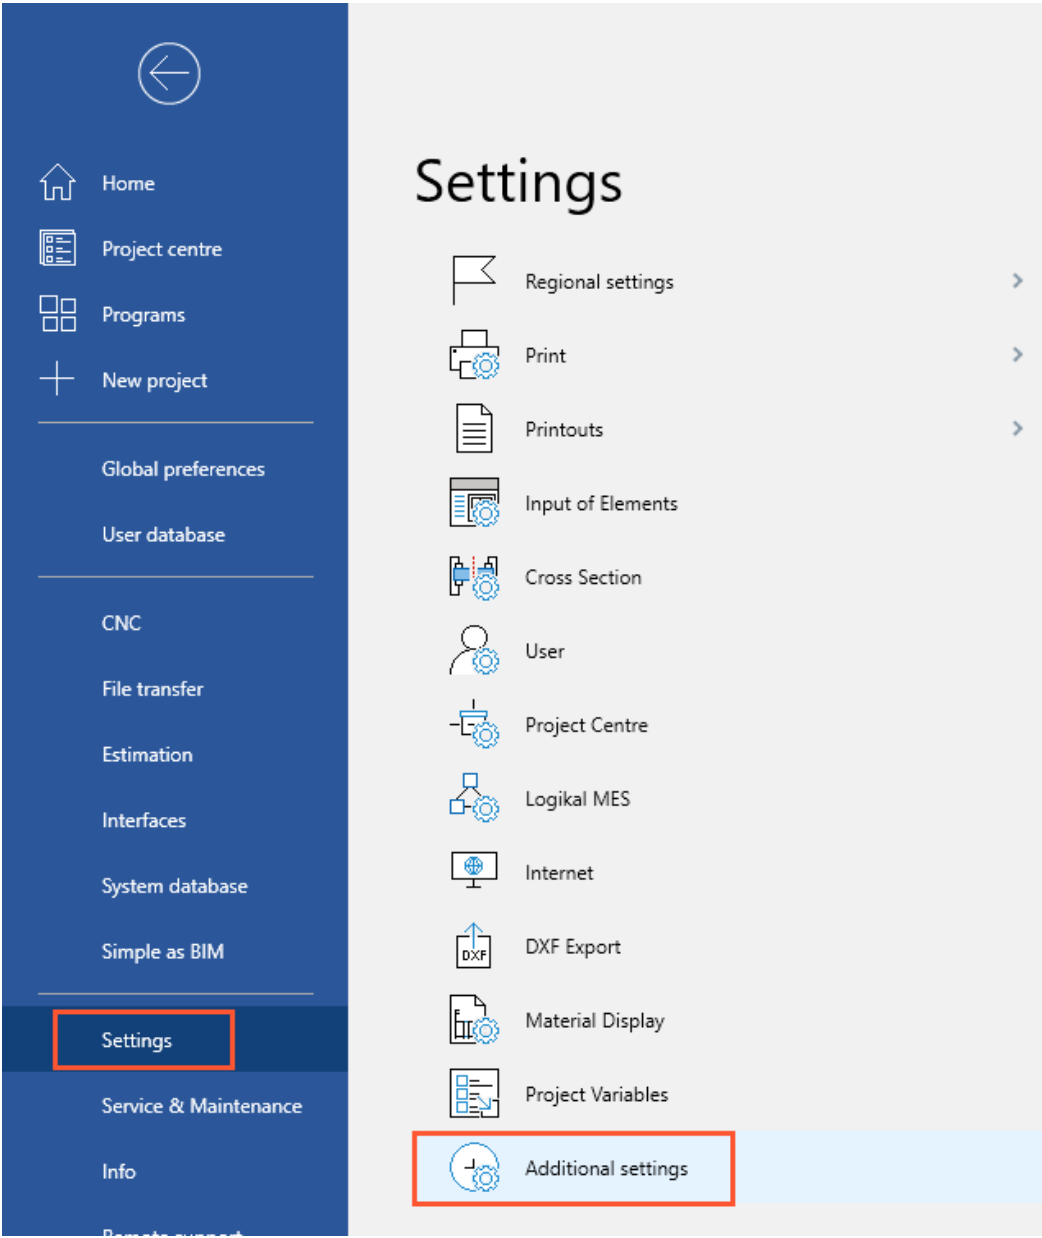 Home
Project centre
Programs
New project
Global preferences
User database
CNC
File transfer
Estimation
Interfaces
System database
Simple as BIM
Settings
Service & Maintenance
Info
Remote support
Settings
Regional settings
Print
Printouts
Input of Elements
Cross Section
User
Project Centre
Logikal MES
Internet
DXF
DXF Export
Material Display
Project Variables
Additional settings